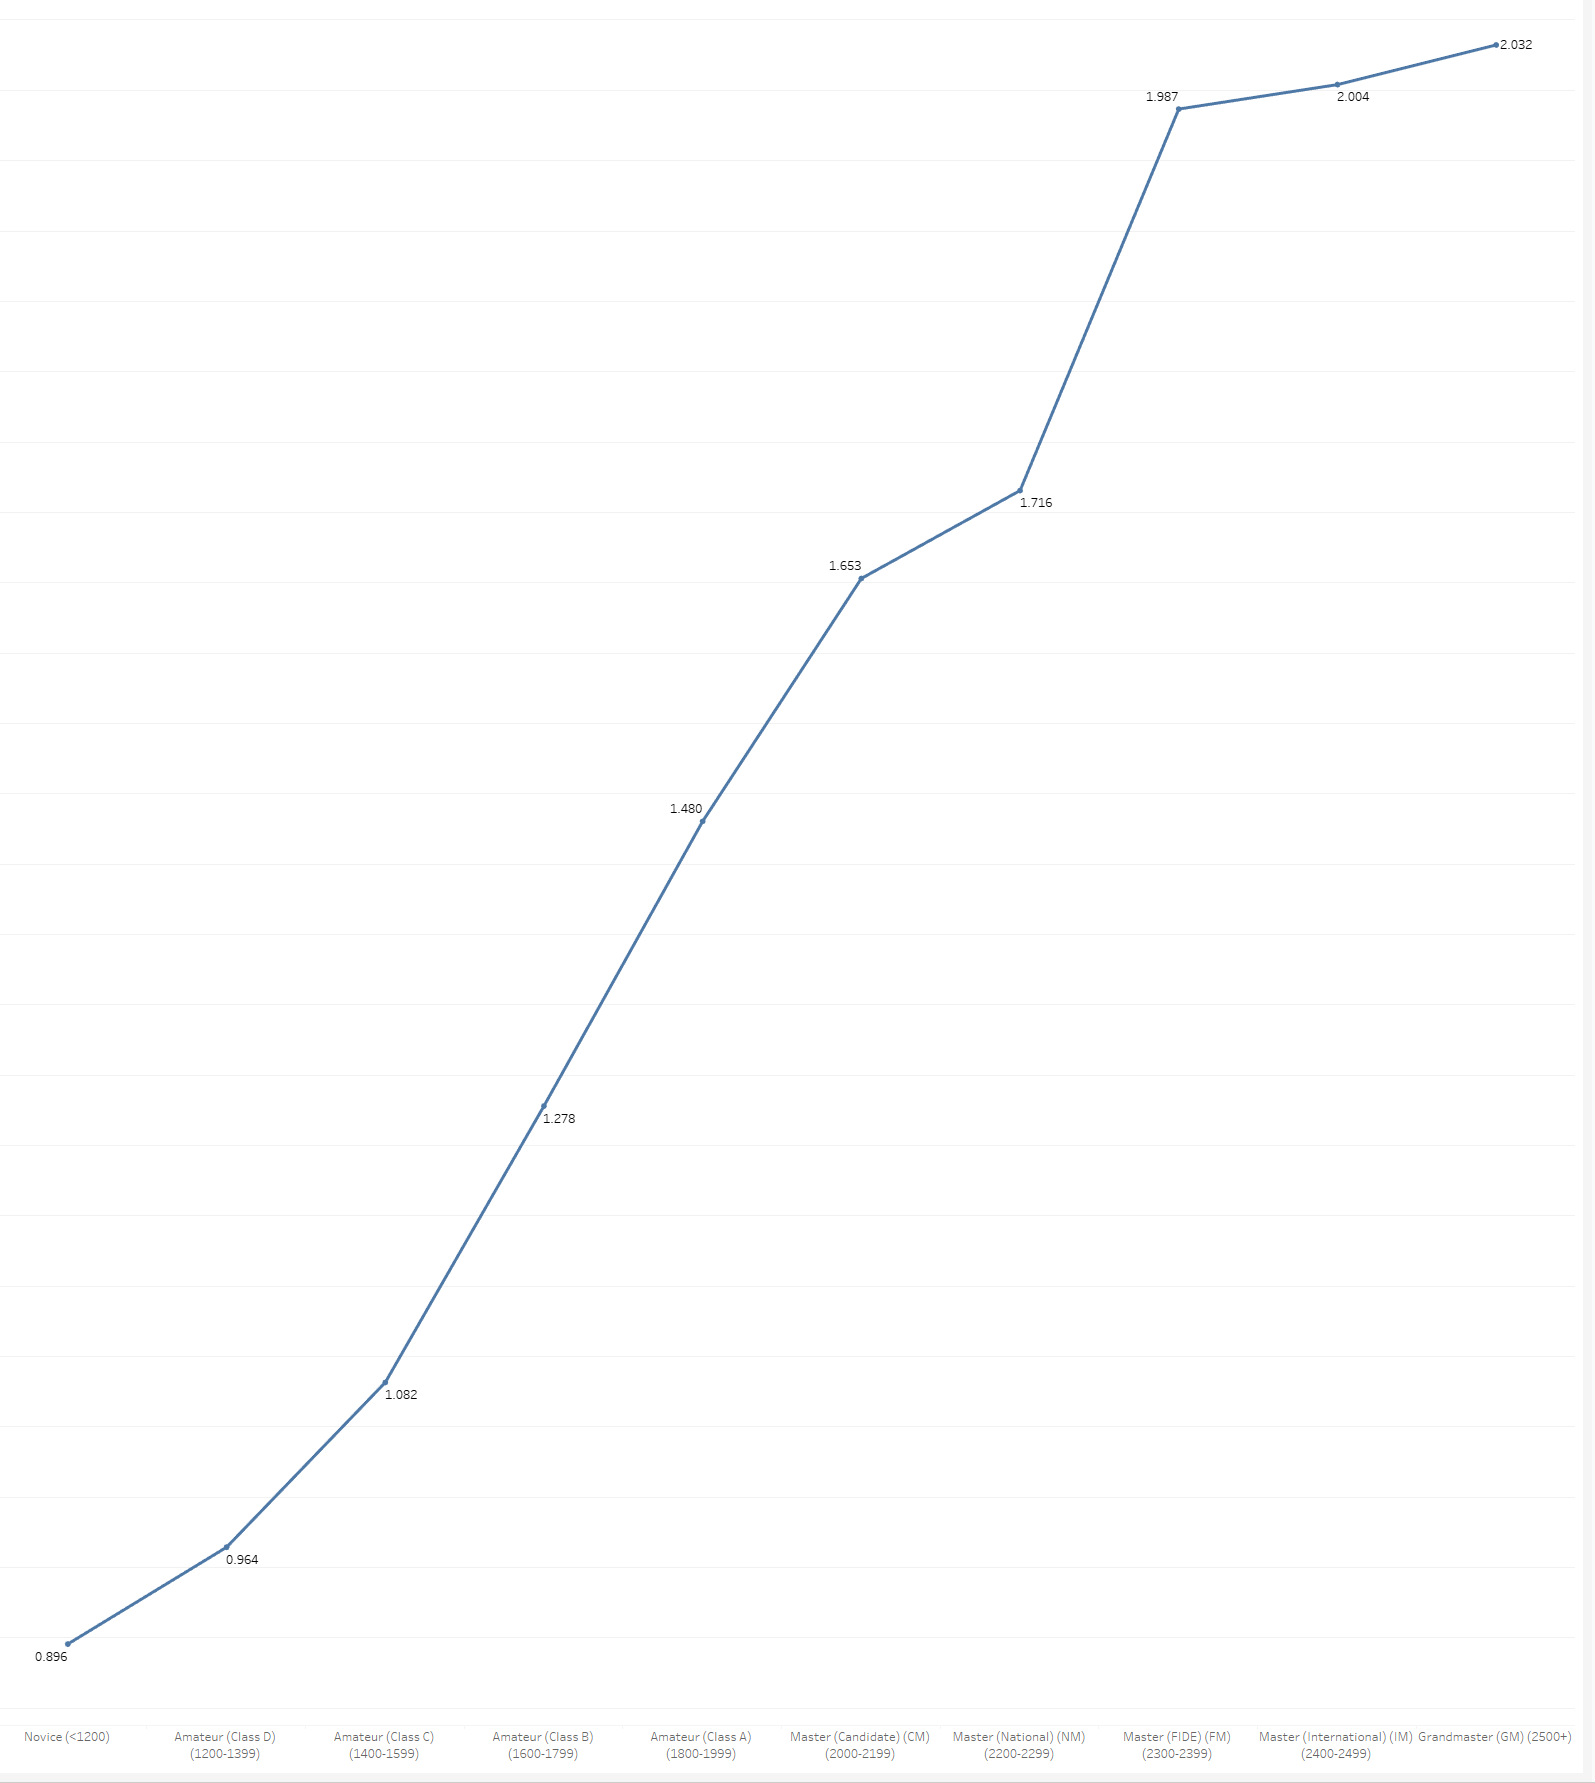 2.032
1.987
2.004
1.716
1.653
1.480
1.278
1.082
0.964
0.896
Novice (<1200)
Amateur (Class D)
(1200-1399)
Amateur (Class C)
(1400-1599)
Amateur (Class B)
(1600-1799)
Amateur (Class A)
(1800-1999)
Master (Candidate) (CM)
(2000-2199)
Master (National) (NM)
(2200-2299)
Master (FIDE) (FM)
(2300-2399)
Master (International) (IM)
(2400-2499)
Grandmaster (GM) (2500+)